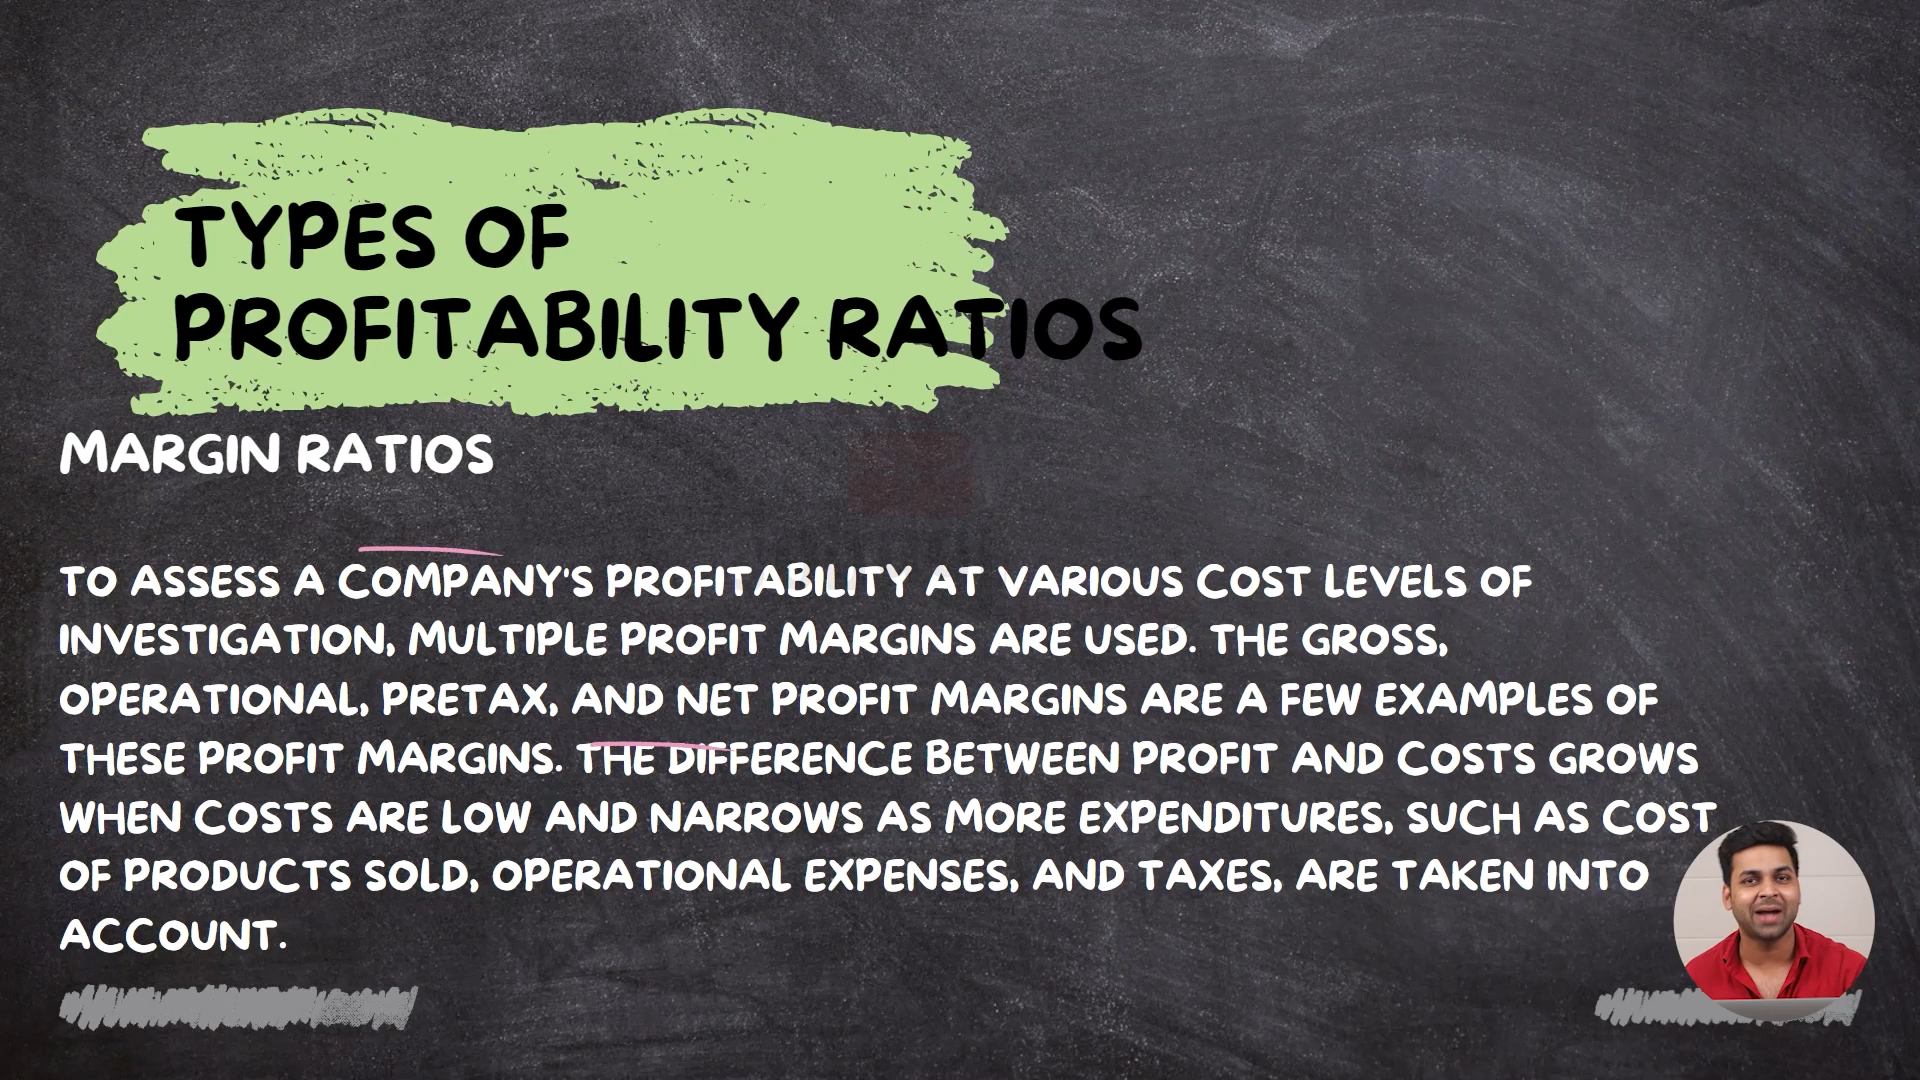 TYPES OF
PROFITABILITY RATIOS
MARGIN RATIOS
TO ASSESS A COMPANY'S PROFITABILITY AT VARIOUS COST LEVELS OF
INVESTIGATION, MULTIPLE PROFIT MARGINS ARE USED. THE GROSS,
OPERATIONAL, PRETAX, AND NET PROFIT MARGINS ARE A FEW EXAMPLES OF
THESE PROFIT MARGINS. THE DIFFERENCE BETWEEN PROFIT AND COSTS GROWS
WHEN COSTS ARE LOW AND NARROWS AS MORE EXPENDITURES, SUCH AS COST
OF PRODUCTS SOLD, OPERATIONAL EXPENSES, AND TAXES, ARE TAKEN INTO
ACCOUNT.